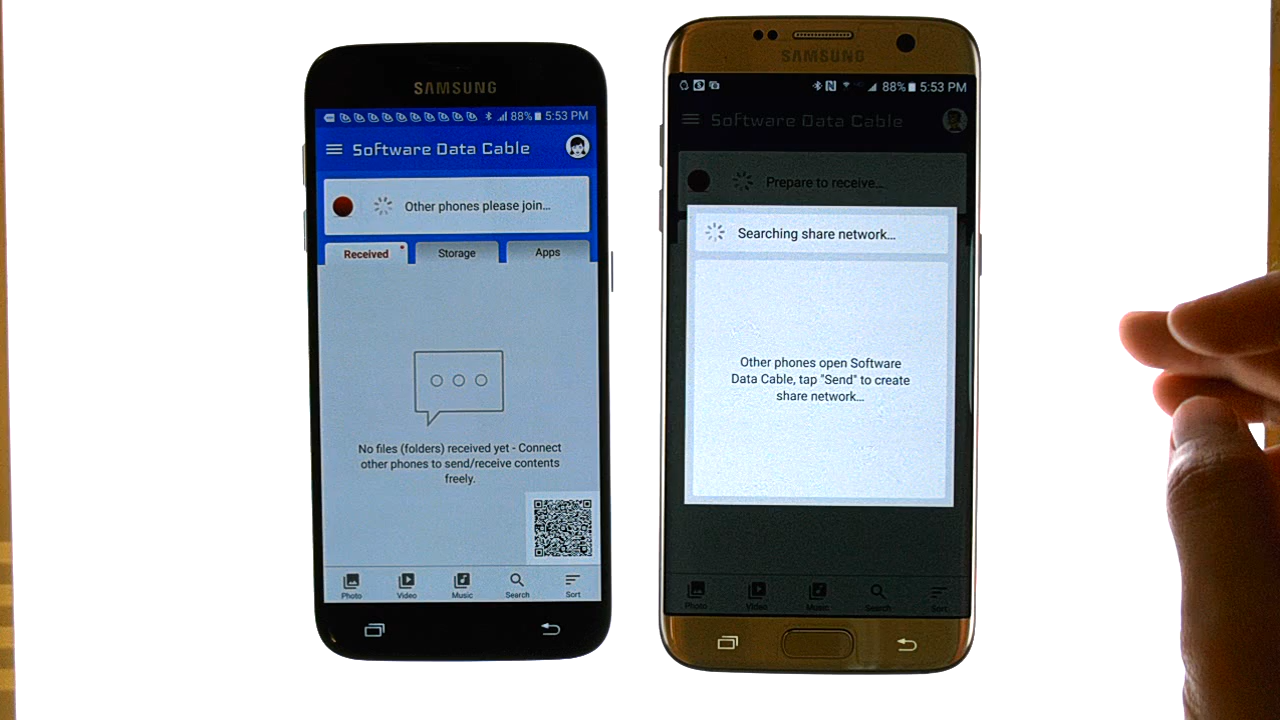 SAMSUNG
88% 5:53 PM
Software Data Cable
Other phones please join...
Received
Storage
Apps
No files (folders) received yet - Connect
other phones to send/receive contents
freely.
Photo
Video
Music
Search
Sort
SAMSUNG
88% 5:53 PM
Software Data Cable
Prepare to receive...
Searching share network...
Other phones open Software
Data Cable, tap "Send" to create
share network...
Photo
Video
Music
Search
Sort